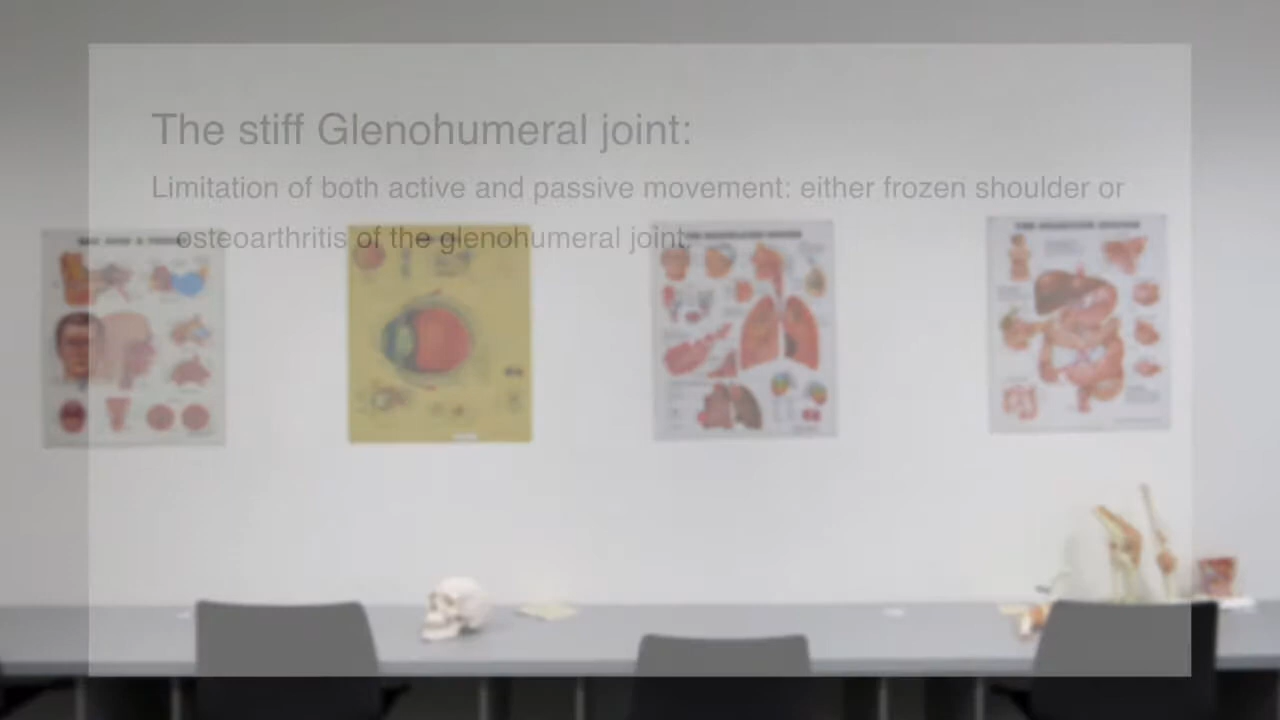 The stiff Glenohumeral joint:
Limitation of both active and passive movement: either frozen shoulder or
osteoarthritis of the glenohumeral joint.